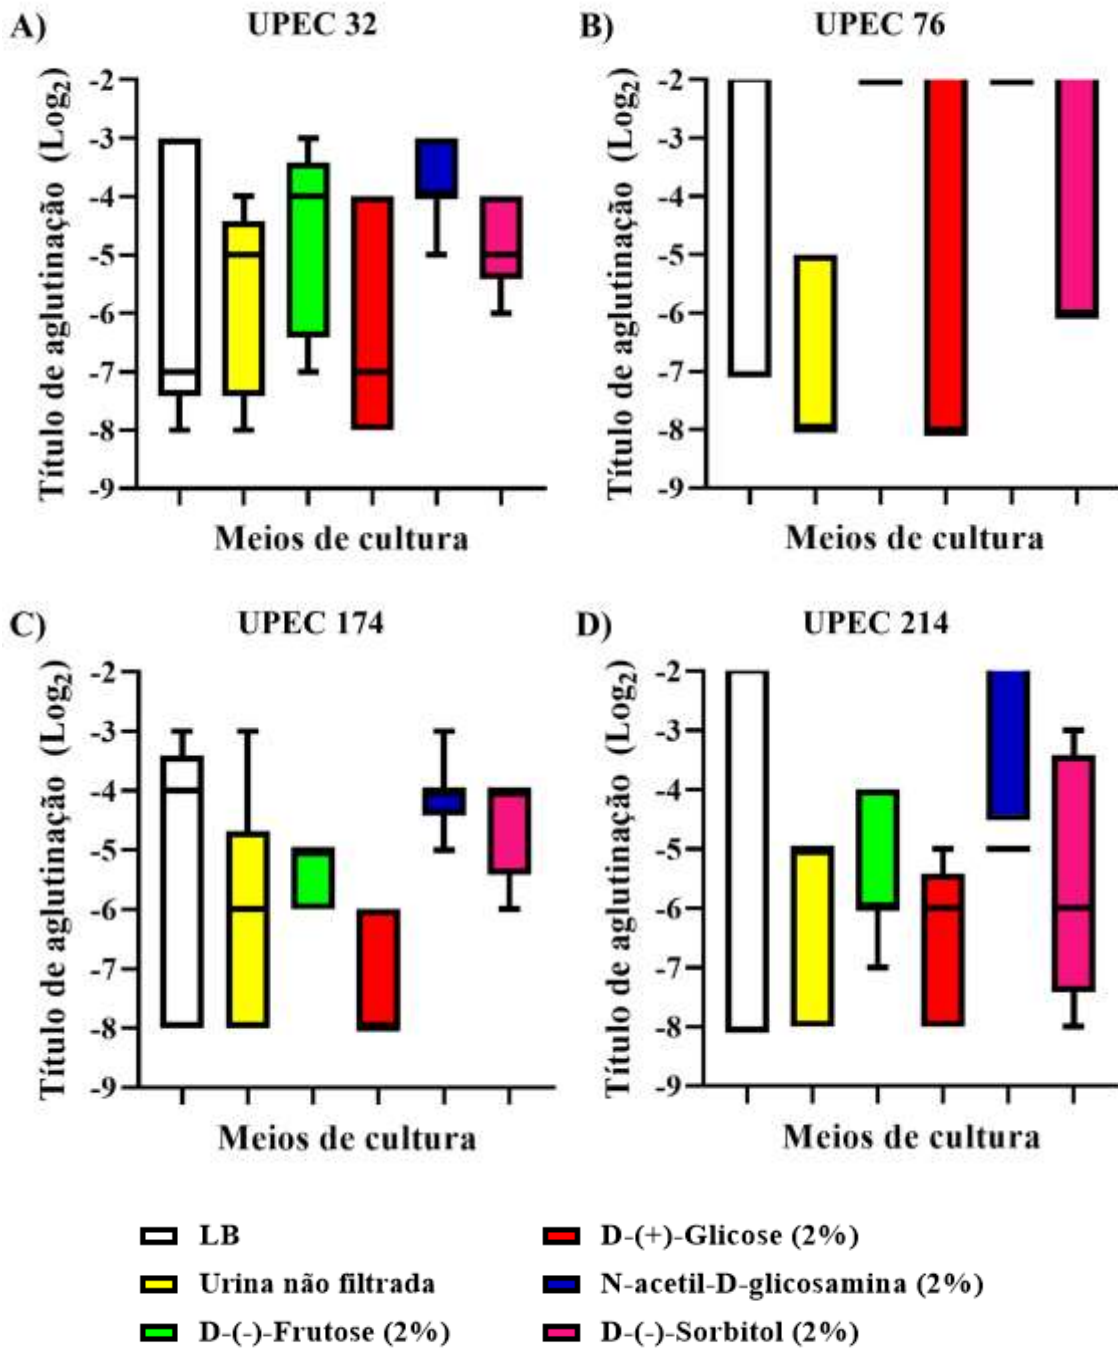 A) UPEC 32
Título de aglutinação (Log2)
-2
-3
-4
-5
-6
-7
-8
-9
Meios de cultura
B) UPEC 76
Título de aglutinação (Log2)
-2
-3
-4
-5
-6
-7
-8
-9
Meios de cultura
C) UPEC 174
Título de aglutinação (Log2)
-2
-3
-4
-5
-6
-7
-8
-9
Meios de cultura
D) UPEC 214
Título de aglutinação (Log2)
-2
-3
-4
-5
-6
-7
-8
-9
Meios de cultura
LB
Urina não filtrada
D-(-)-Frutose (2%)
D-(+)-Glicose (2%)
N-acetil-D-glicosamina (2%)
D-(-)-Sorbitol (2%)